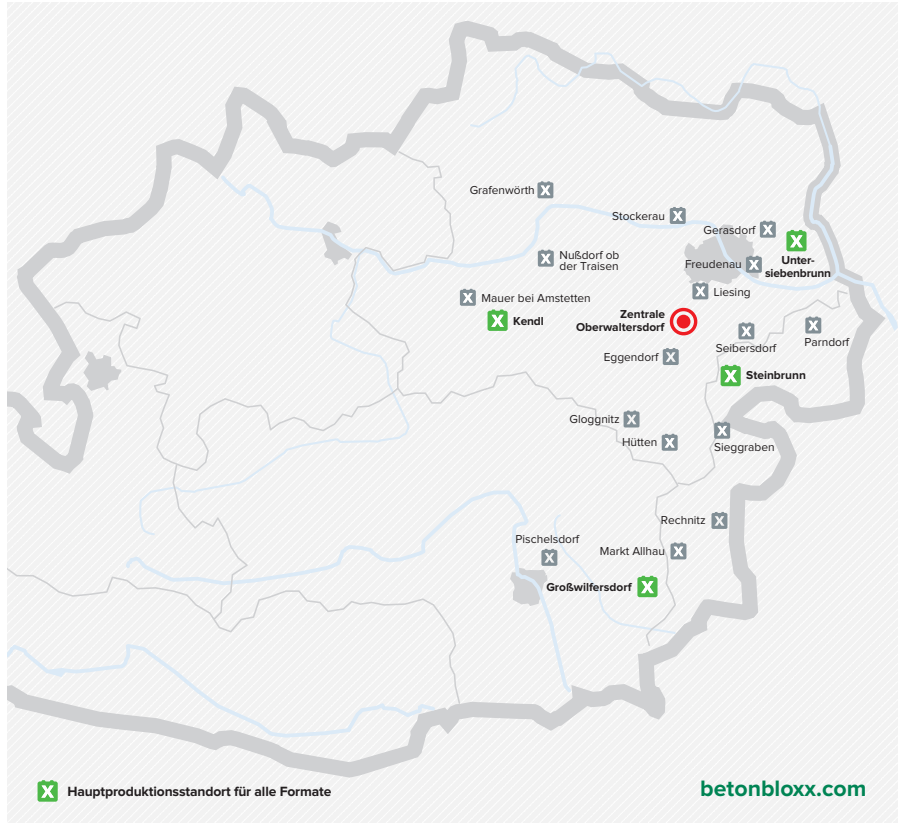 Grafenwörth
Stockerau
Gerasdorf
Unter-
siebenbrunn
Nußdorf ob
der Traisen
Freudenau
Liesing
Mauer bei Amstetten
Kendl
Zentrale
Oberwaltersdorf
Seibersdorf
Parndorf
Eggendorf
Steinbrunn
Gloggnitz
Hütten
Sieggraben
Rechnitz
Pischelsdorf
Markt Allhau
Großwilfersdorf
Hauptproduktionsstandort für alle Formate
betonbloxx.com